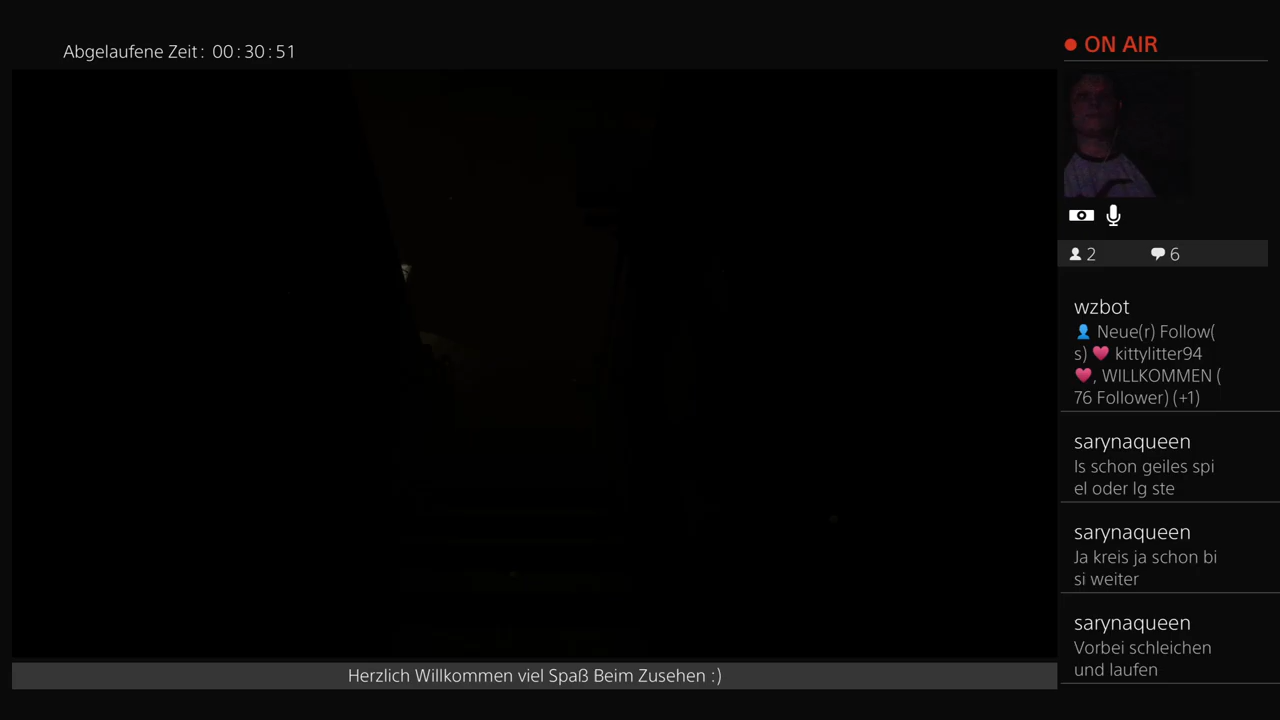 Abgelaufene Zeit: 00:30:51
ON AIR
2 6
wzbot
Neue(r) Follow(
s) kittylitter94
, WILLKOMMEN (
76 Follower) (+1)
sarynaqueen
Is schon geiles spi
el oder lg ste
sarynaqueen
Ja kreis ja schon bi
si weiter
sarynaqueen
Vorbei schleichen
und laufen
Herzlich Willkommen viel Spaß Beim Zusehen :)